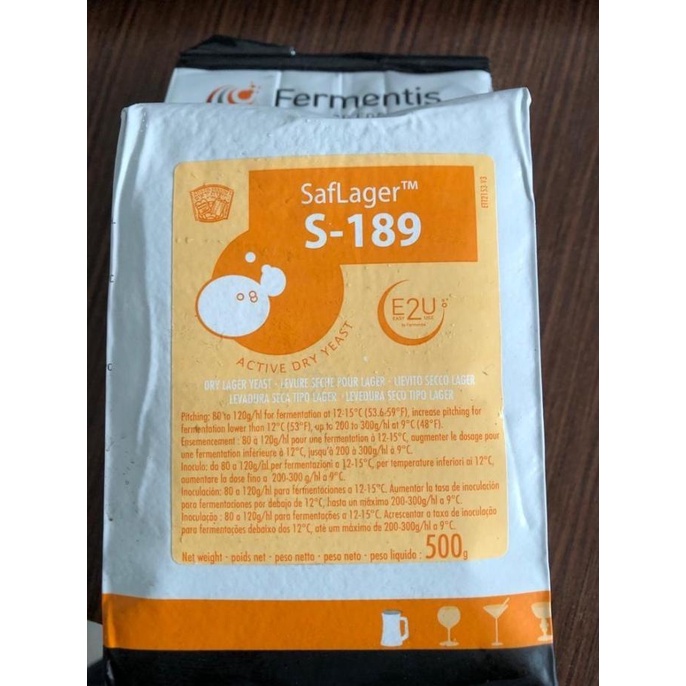 Fermentis
SafLager™
S-189
ETT2153 V3
E2U
EASY USE
by Fermentis
ACTIVE DRY YEAST
DRY LAGER YEAST - LEVURE SÈCHE POUR LAGER - LIEVITO SECCO LAGER
LEVADURA SECA TIPO LAGER - LEVEDURA SECO TIPO LAGER
Pitching: 80 to 120g/hl for fermentation at 12-15°C (53.6-59°F), increase pitching for
fermentation lower than 12°C (53°F), up to 200 to 300g/hl at 9°C (48°F).
Ensemencement : 80 à 120g/hl pour une fermentation à 12-15°C, augmenter le dosage pour
une fermentation inférieure à 12°C, jusqu'à 200 à 300g/hl à 9°C.
Inoculo: da 80 a 120g/hl per fermentazioni a 12-15°C, per temperature inferiori ai 12°C,
aumentare la dose fino a 200-300 g/hl a 9°C.
Inoculación: 80 a 120g/hl para fermentaciones a 12-15°C. Aumentar la tasa de inoculación
para fermentaciones por debajo de 12°C, hasta un máximo 200-300g/hl a 9°C.
Inoculação : 80 a 120g/hl para fermentações a 12-15°C. Acrescentar a taxa de inoculação
para fermentações debaixo dos 12°C, até um máximo de 200-300g/hl a 9°C.
Net weight - poids net - peso netto - peso neto - peso liquido : 500g